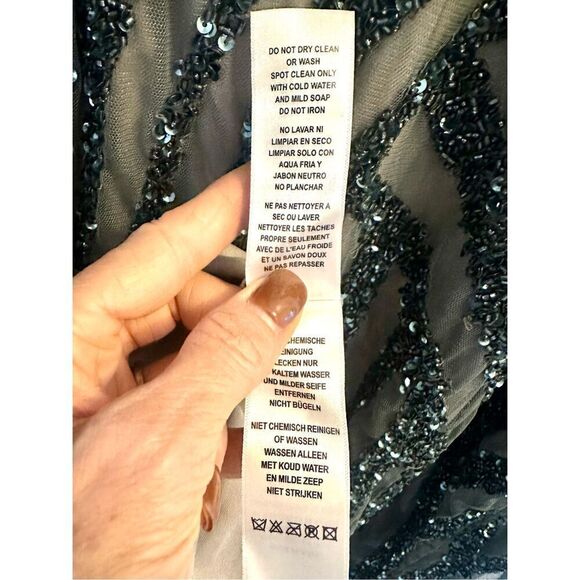 DO NOT DRY CLEAN
OR WASH
SPOT CLEAN ONLY
WITH COLD WATER
AND MILD SOAP
DO NOT IRON
NO LAVAR NI
LIMPIAR EN SECO
LIMPIAR SOLO CON
AQUA FRIA Y
JABON NEUTRO
NO PLANCHAR
NE PAS NETTOYER A
SEC OU LAVER
NETTOYER LES TACHES
PROPRE SEULEMENT
AVEC DE L'EAU FROIDE
ET UN SAVON DOUX
NE PAS REPASSER
CHEMISCHE
EINIGUNG
LECKEN NUR
KALTEM WASSER
UND MILDER SEIFE
ENTFERNEN
NICHT BÜGELN
NIET CHEMISCH REINIGEN
OF WASSEN
WASSEN ALLEEN
MET KOUD WATER
EN MILDE ZEEP
NIET STRIJKEN